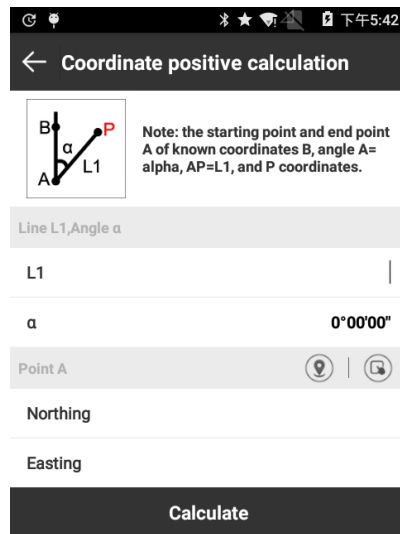 下午5:42
Coordinate positive calculation
B
P
α
L1
A
Note: the starting point and end point
A of known coordinates B, angle A=
alpha, AP=L1, and P coordinates.
Line L1,Angle α
L1
α 0°00'00"
Point A
Northing
Easting
Calculate